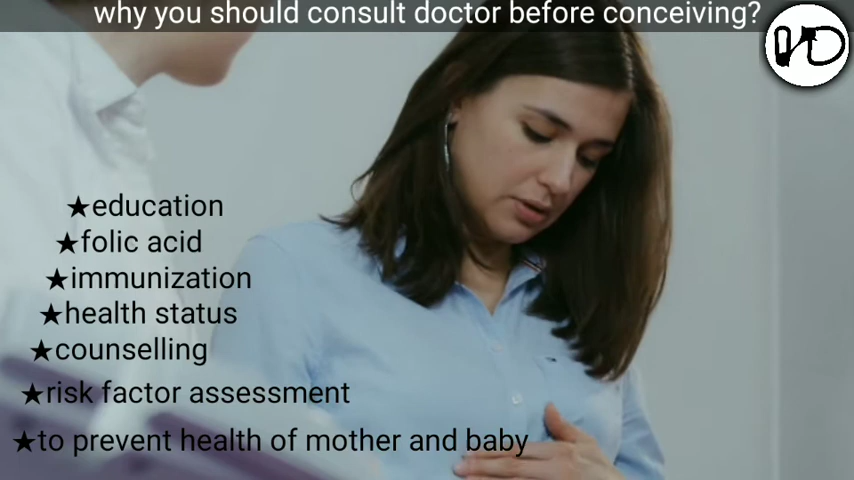 why you should consult doctor before conceiving?
★education
★folic acid
★immunization
★health status
★counselling
★risk factor assessment
★to prevent health of mother and baby